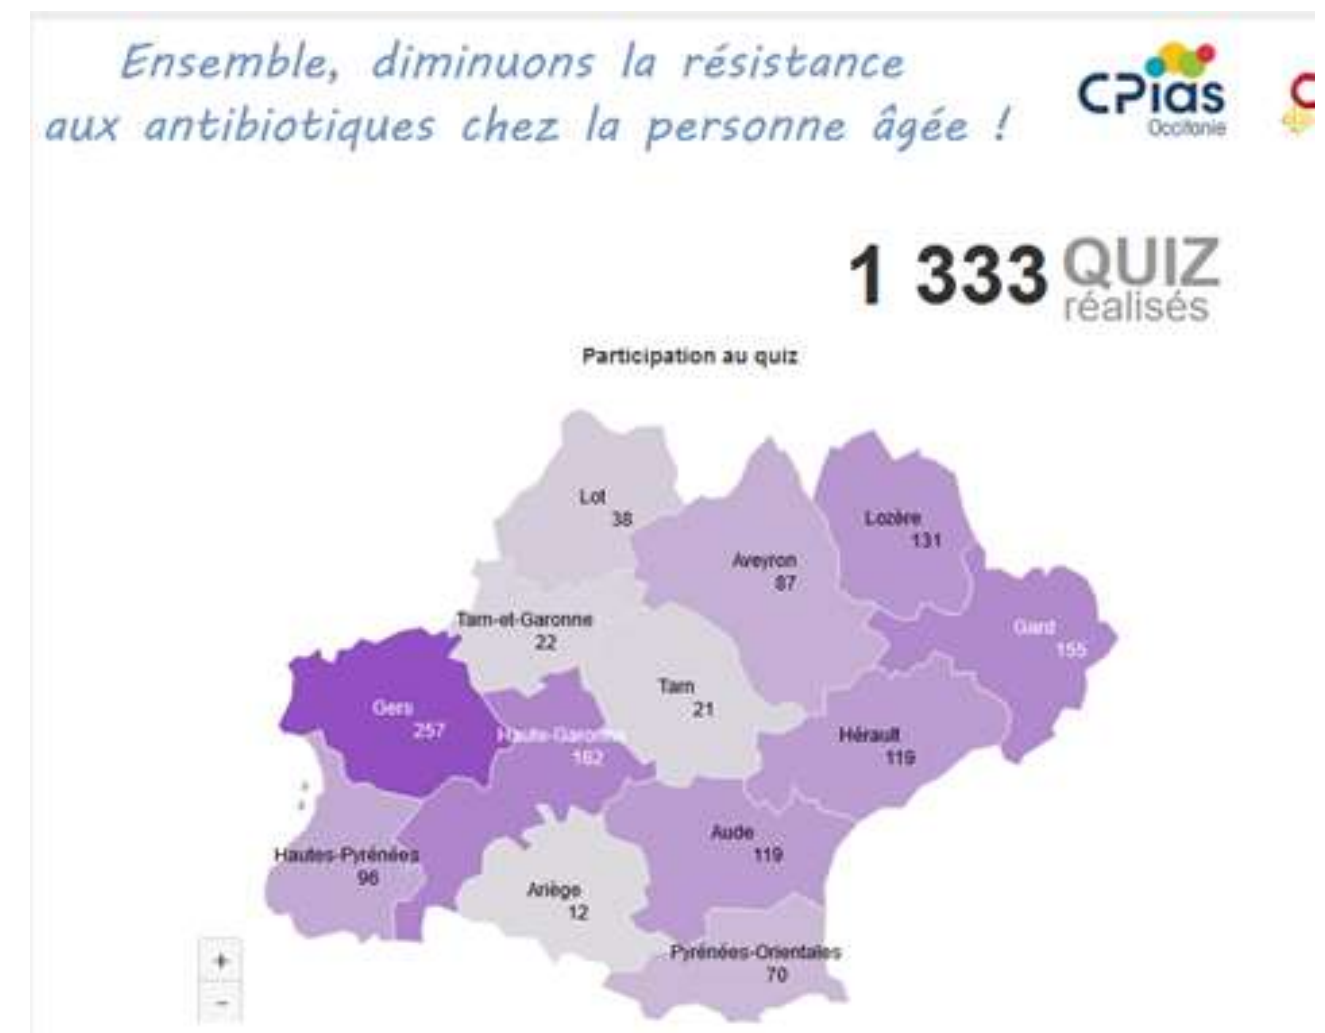 Ensemble, diminuons la résistance
aux antibiotiques chez la personne âgée !
CPias
Occitanie
1 333 QUIZ
réalisés
Participation au quiz
Lot
38
Lozère
131
Aveyron
87
Tarn-et-Garonne
22
Gard
155
Tarn
21
Gers
257
Haute-Garonne
162
Hérault
119
Aude
119
Hautes-Pyrénées
96
Ariège
12
Pyrénées-Orientales
70
+
-